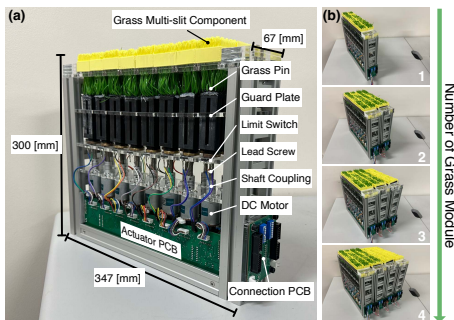 (a)
Grass Multi-slit Component
67 [mm]
Grass Pin
Guard Plate
Limit Switch
300 [mm]
Lead Screw
Shaft Coupling
DC Motor
Actuator PCB
347 [mm]
Connection PCB
(b)
1
2
3
4
Number of Grass Module